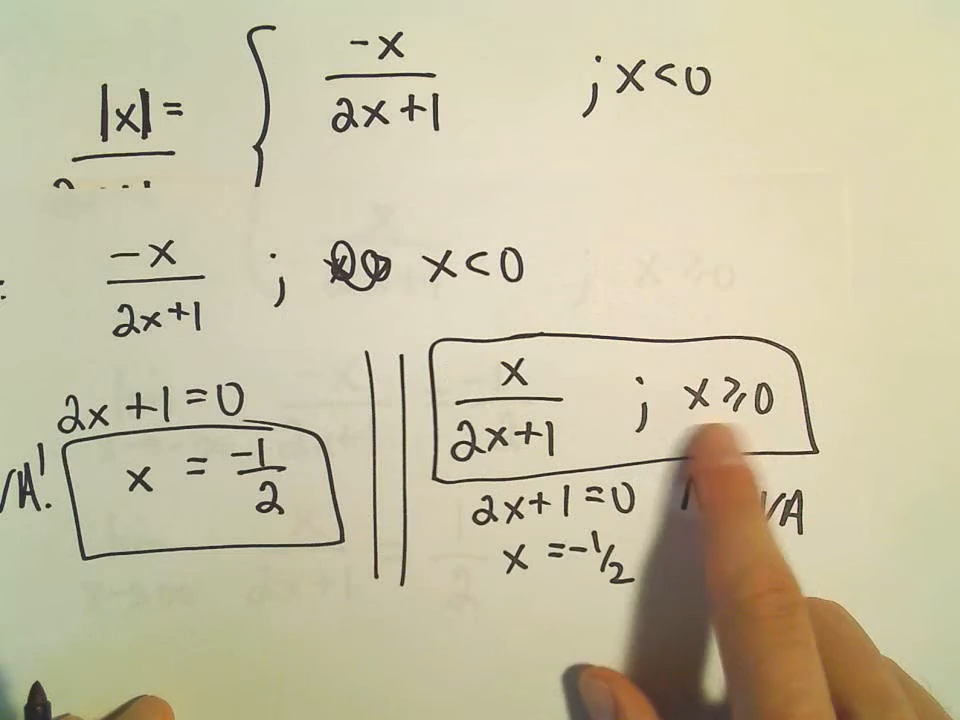 |x| = { -x/2x+1 ; x<0
-x/2x+1 ; x<0
2x+1=0
VA! x = -1/2
x/2x+1 ; x≥0
2x+1=0 VA
x = -1/2